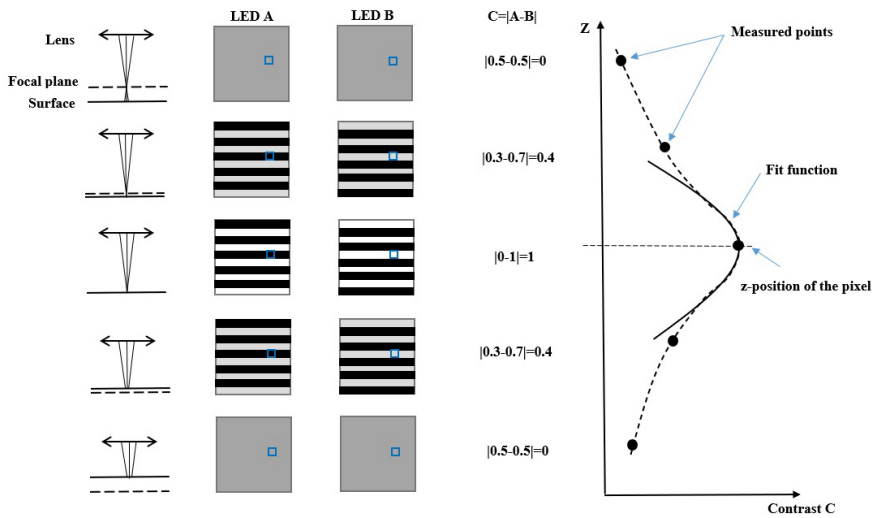 LED A
LED B
C=|A-B|
Z
Lens
Measured points
Focal plane
|0.5-0.5|=0
Surface
|0.3-0.7|=0.4
Fit function
|0-1|=1
z-position of the pixel
|0.3-0.7|=0.4
|0.5-0.5|=0
Contrast C